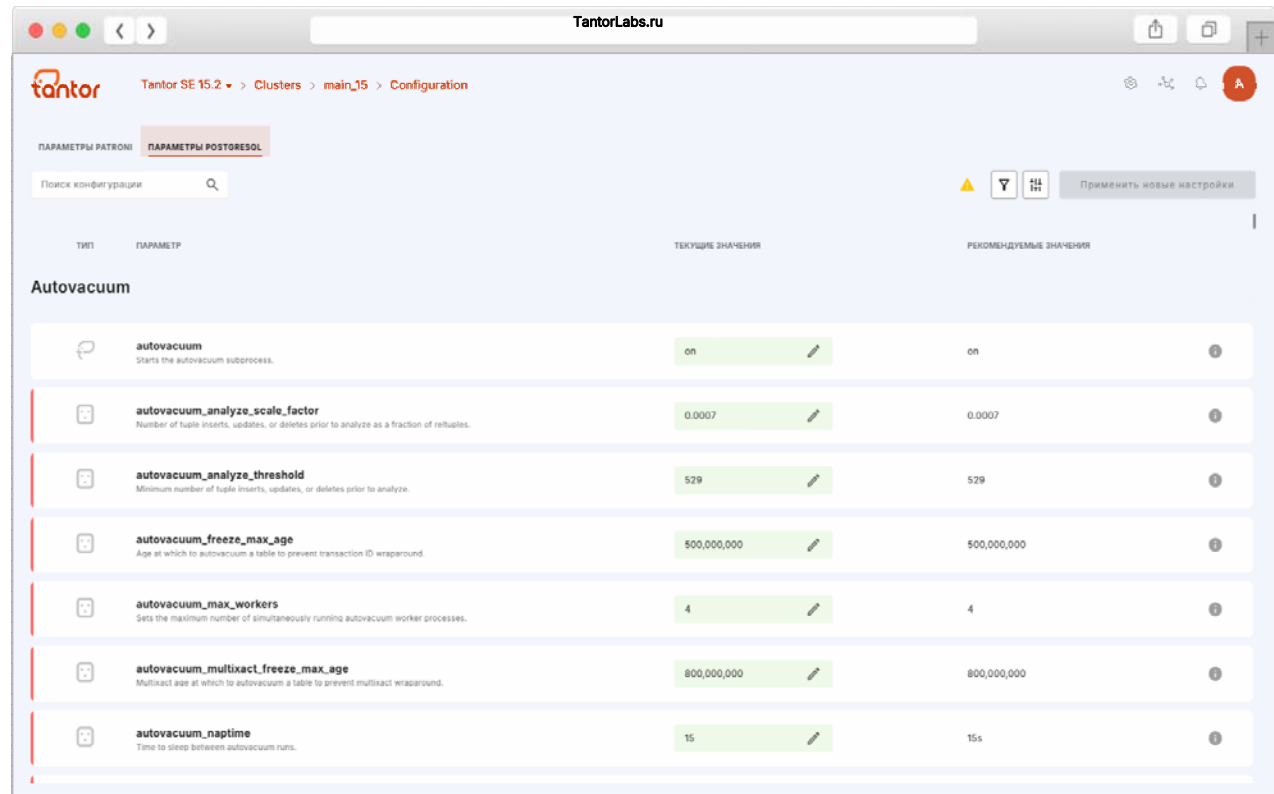 TantorLabs.ru
tantor
Tantor SE 15.2 > Clusters > main_15 > Configuration
A
ПАРАМЕТРЫ PATRONI ПАРАМЕТРЫ POSTGRESQL
Поиск конфигурации
Применить новые настройки
ТИП ПАРАМЕТР ТЕКУЩИЕ ЗНАЧЕНИЯ РЕКОМЕНДУЕМЫЕ ЗНАЧЕНИЯ
Autovacuum
autovacuum
Starts the autovacuum subprocess.
on on
autovacuum_analyze_scale_factor
Number of tuple inserts, updates, or deletes prior to analyze as a fraction of reltuples.
0.0007 0.0007
autovacuum_analyze_threshold
Minimum number of tuple inserts, updates, or deletes prior to analyze.
529 529
autovacuum_freeze_max_age
Age at which to autovacuum a table to prevent transaction ID wraparound.
500,000,000 500,000,000
autovacuum_max_workers
Sets the maximum number of simultaneously running autovacuum worker processes.
4 4
autovacuum_multixact_freeze_max_age
Multixact age at which to autovacuum a table to prevent multixact wraparound.
800,000,000 800,000,000
autovacuum_naptime
Time to sleep between autovacuum runs.
15 15s